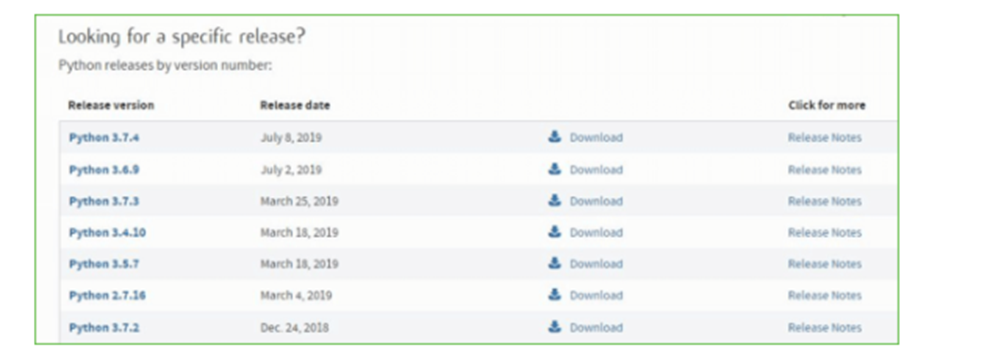 Looking for a specific release?
Python releases by version number:
Release version Release date Click for more
Python 3.7.4 July 8, 2019 Download Release Notes
Python 3.6.9 July 2, 2019 Download Release Notes
Python 3.7.3 March 25, 2019 Download Release Notes
Python 3.4.10 March 18, 2019 Download Release Notes
Python 3.5.7 March 18, 2019 Download Release Notes
Python 2.7.16 March 4, 2019 Download Release Notes
Python 3.7.2 Dec. 24, 2018 Download Release Notes